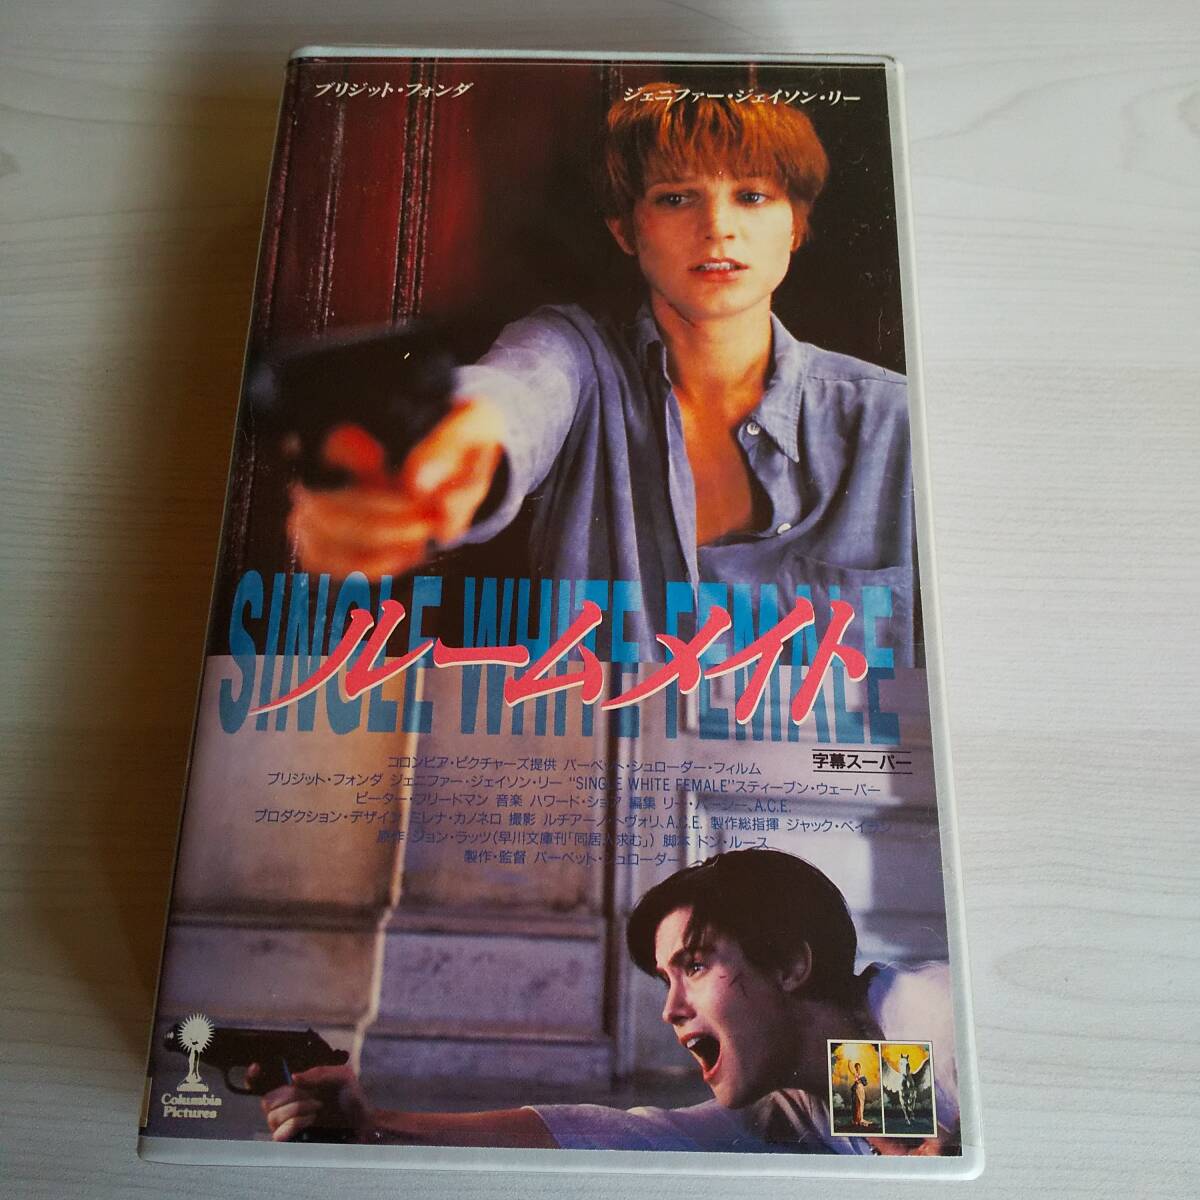 ブリジット・フォンダ
ジェニファー・ジェイソン・リー
SINGLE WHITE FEMALE
ルームメイト
字幕スーパー
コロンビア・ピクチャーズ提供 バーベット・シュローダー・フィルム
ブリジット・フォンダ ジェニファー・ジェイソン・リー "SINGLE WHITE FEMALE" スティーブン・ウェーバー
ピーター・フリードマン 音楽 ハワード・ショア 編集 リー・パーシー、A.C.E.
プロダクション・デザイン ミレナ・カノネロ 撮影 ルチアーノ・トヴォリ、A.C.E. 製作総指揮 ジャック・ベイラン
原作 ジョン・ラッツ(早川文庫刊「同居人求む」) 脚本 ドン・ルース
製作・監督 バーベット・シュローダー
Columbia
Pictures